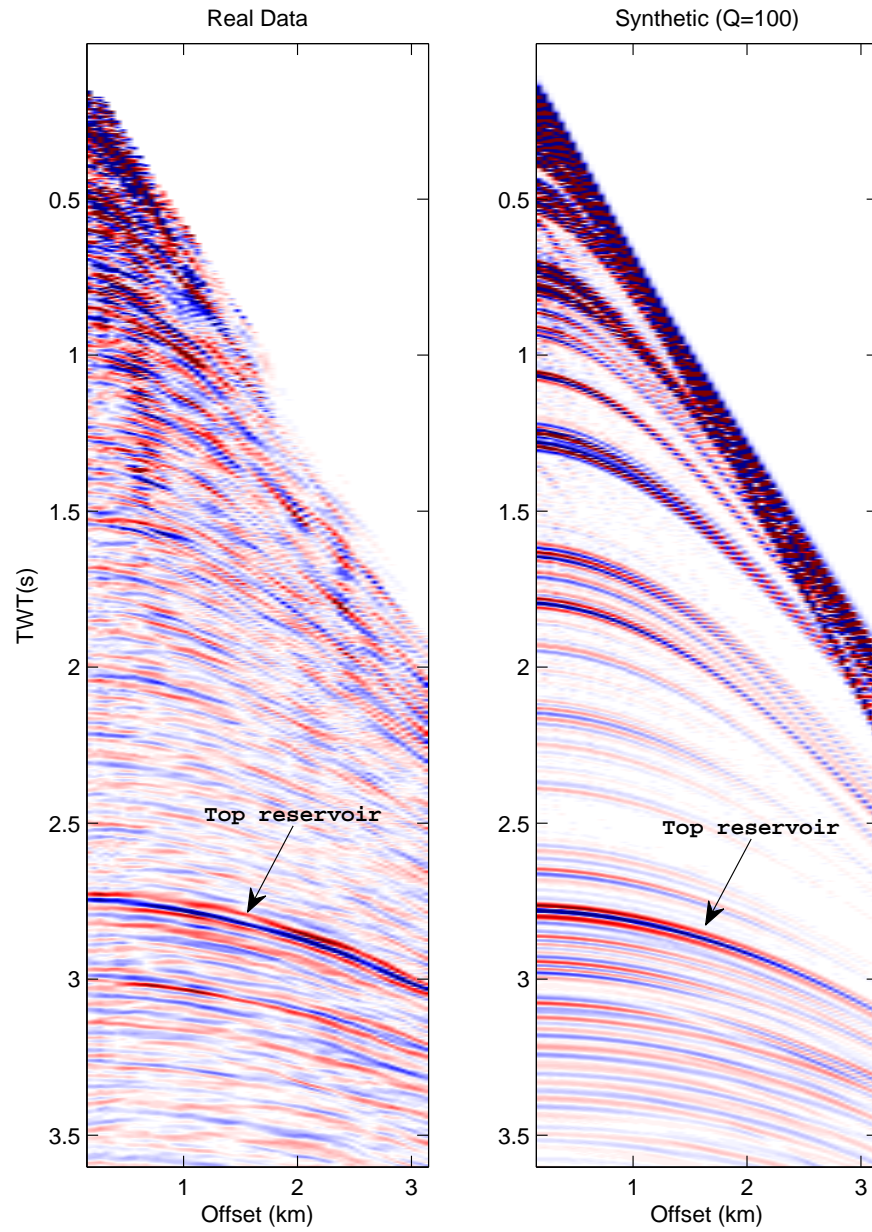 Real Data
Synthetic (Q=100)
0.5
1
1.5
2
2.5
3
3.5
TWT(s)
Top reservoir
1
2
3
Offset (km)
0.5
1
1.5
2
2.5
3
3.5
Top reservoir
1
2
3
Offset (km)